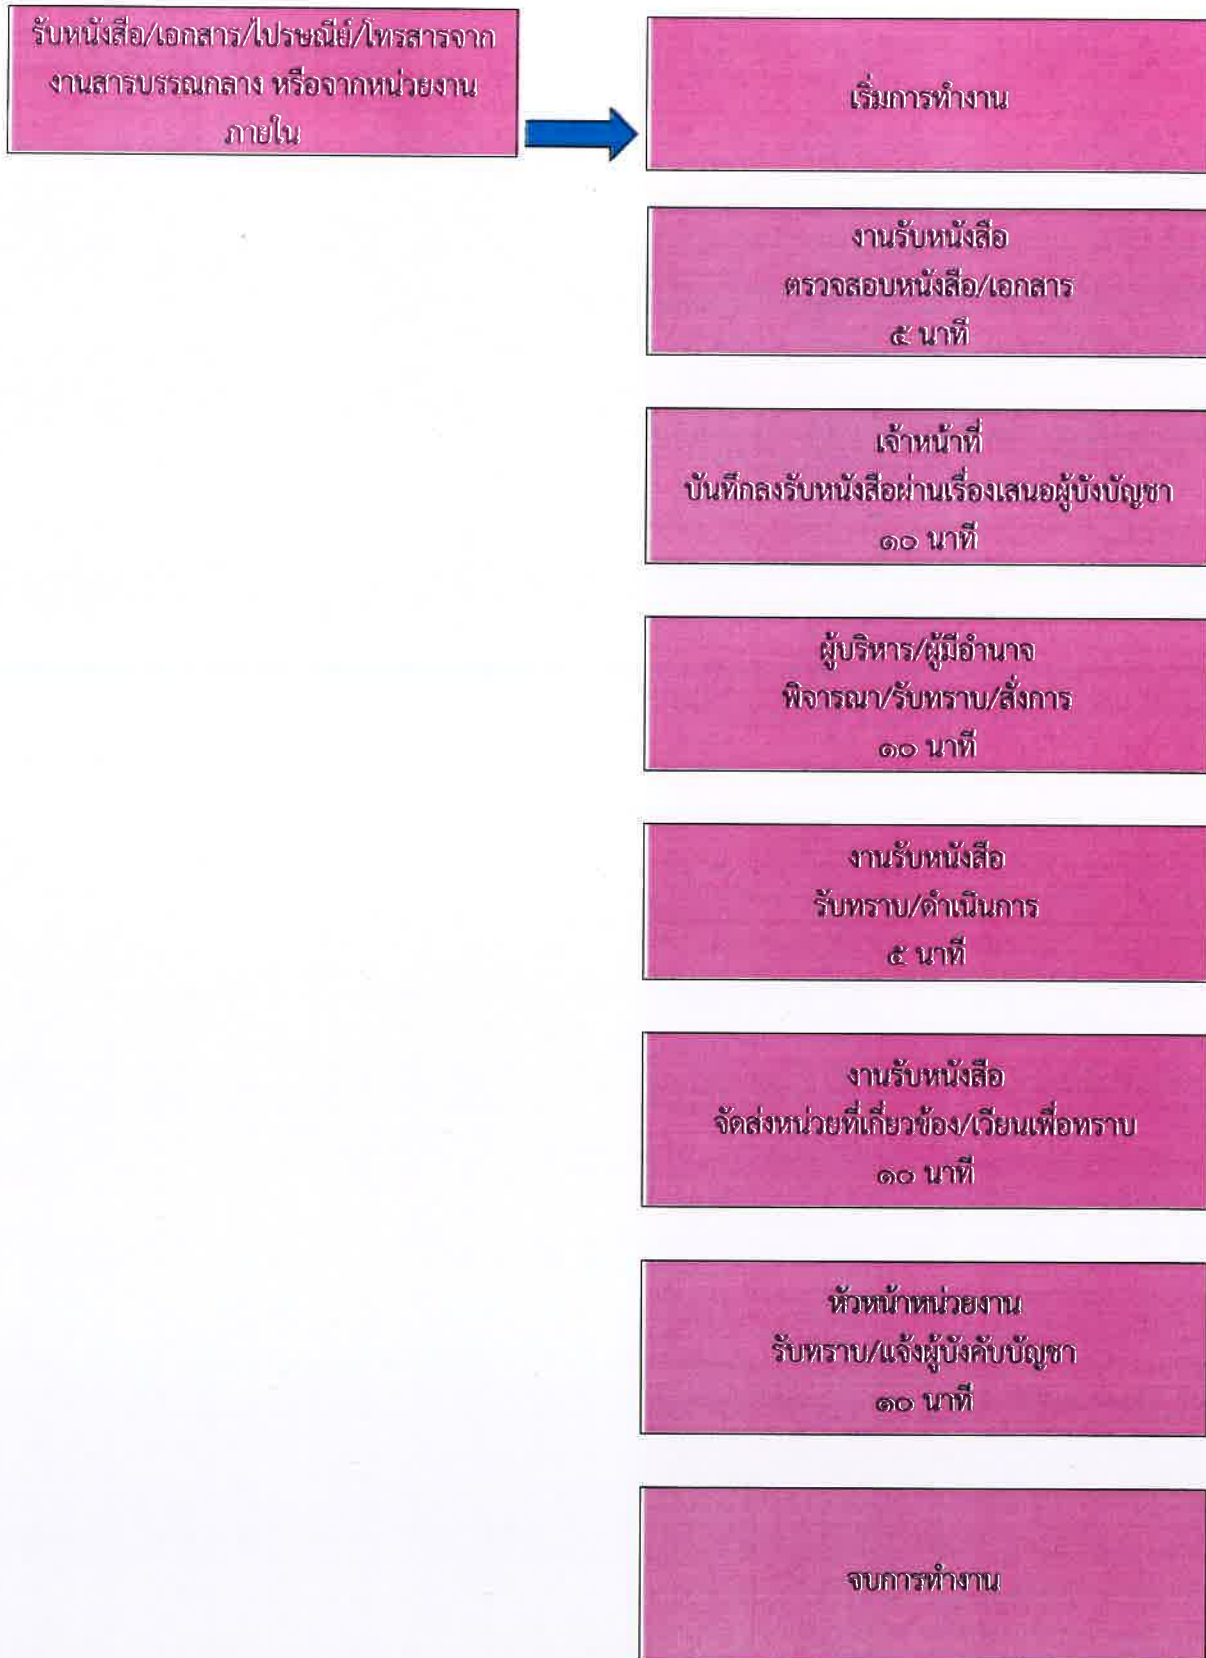 รับหนังสือ/เอกสาร/ไปรษณีย์/โทรสารจาก
งานสารบรรณกลาง หรือจากหน่วยงาน
ภายใน
เริ่มการทำงาน
งานรับหนังสือ
ตรวจสอบหนังสือ/เอกสาร
๕ นาที
เจ้าหน้าที่
บันทึกลงรับหนังสือผ่านเรื่องเสนอผู้บังบัญชา
๑๐ นาที
ผู้บริหาร/ผู้มีอำนาจ
พิจารณา/รับทราบ/สั่งการ
๑๐ นาที
งานรับหนังสือ
รับทราบ/ดำเนินการ
๕ นาที
งานรับหนังสือ
จัดส่งหน่วยที่เกี่ยวข้อง/เวียนเพื่อทราบ
๑๐ นาที
หัวหน้าหน่วยงาน
รับทราบ/แจ้งผู้บังคับบัญชา
๑๐ นาที
จบการทำงาน